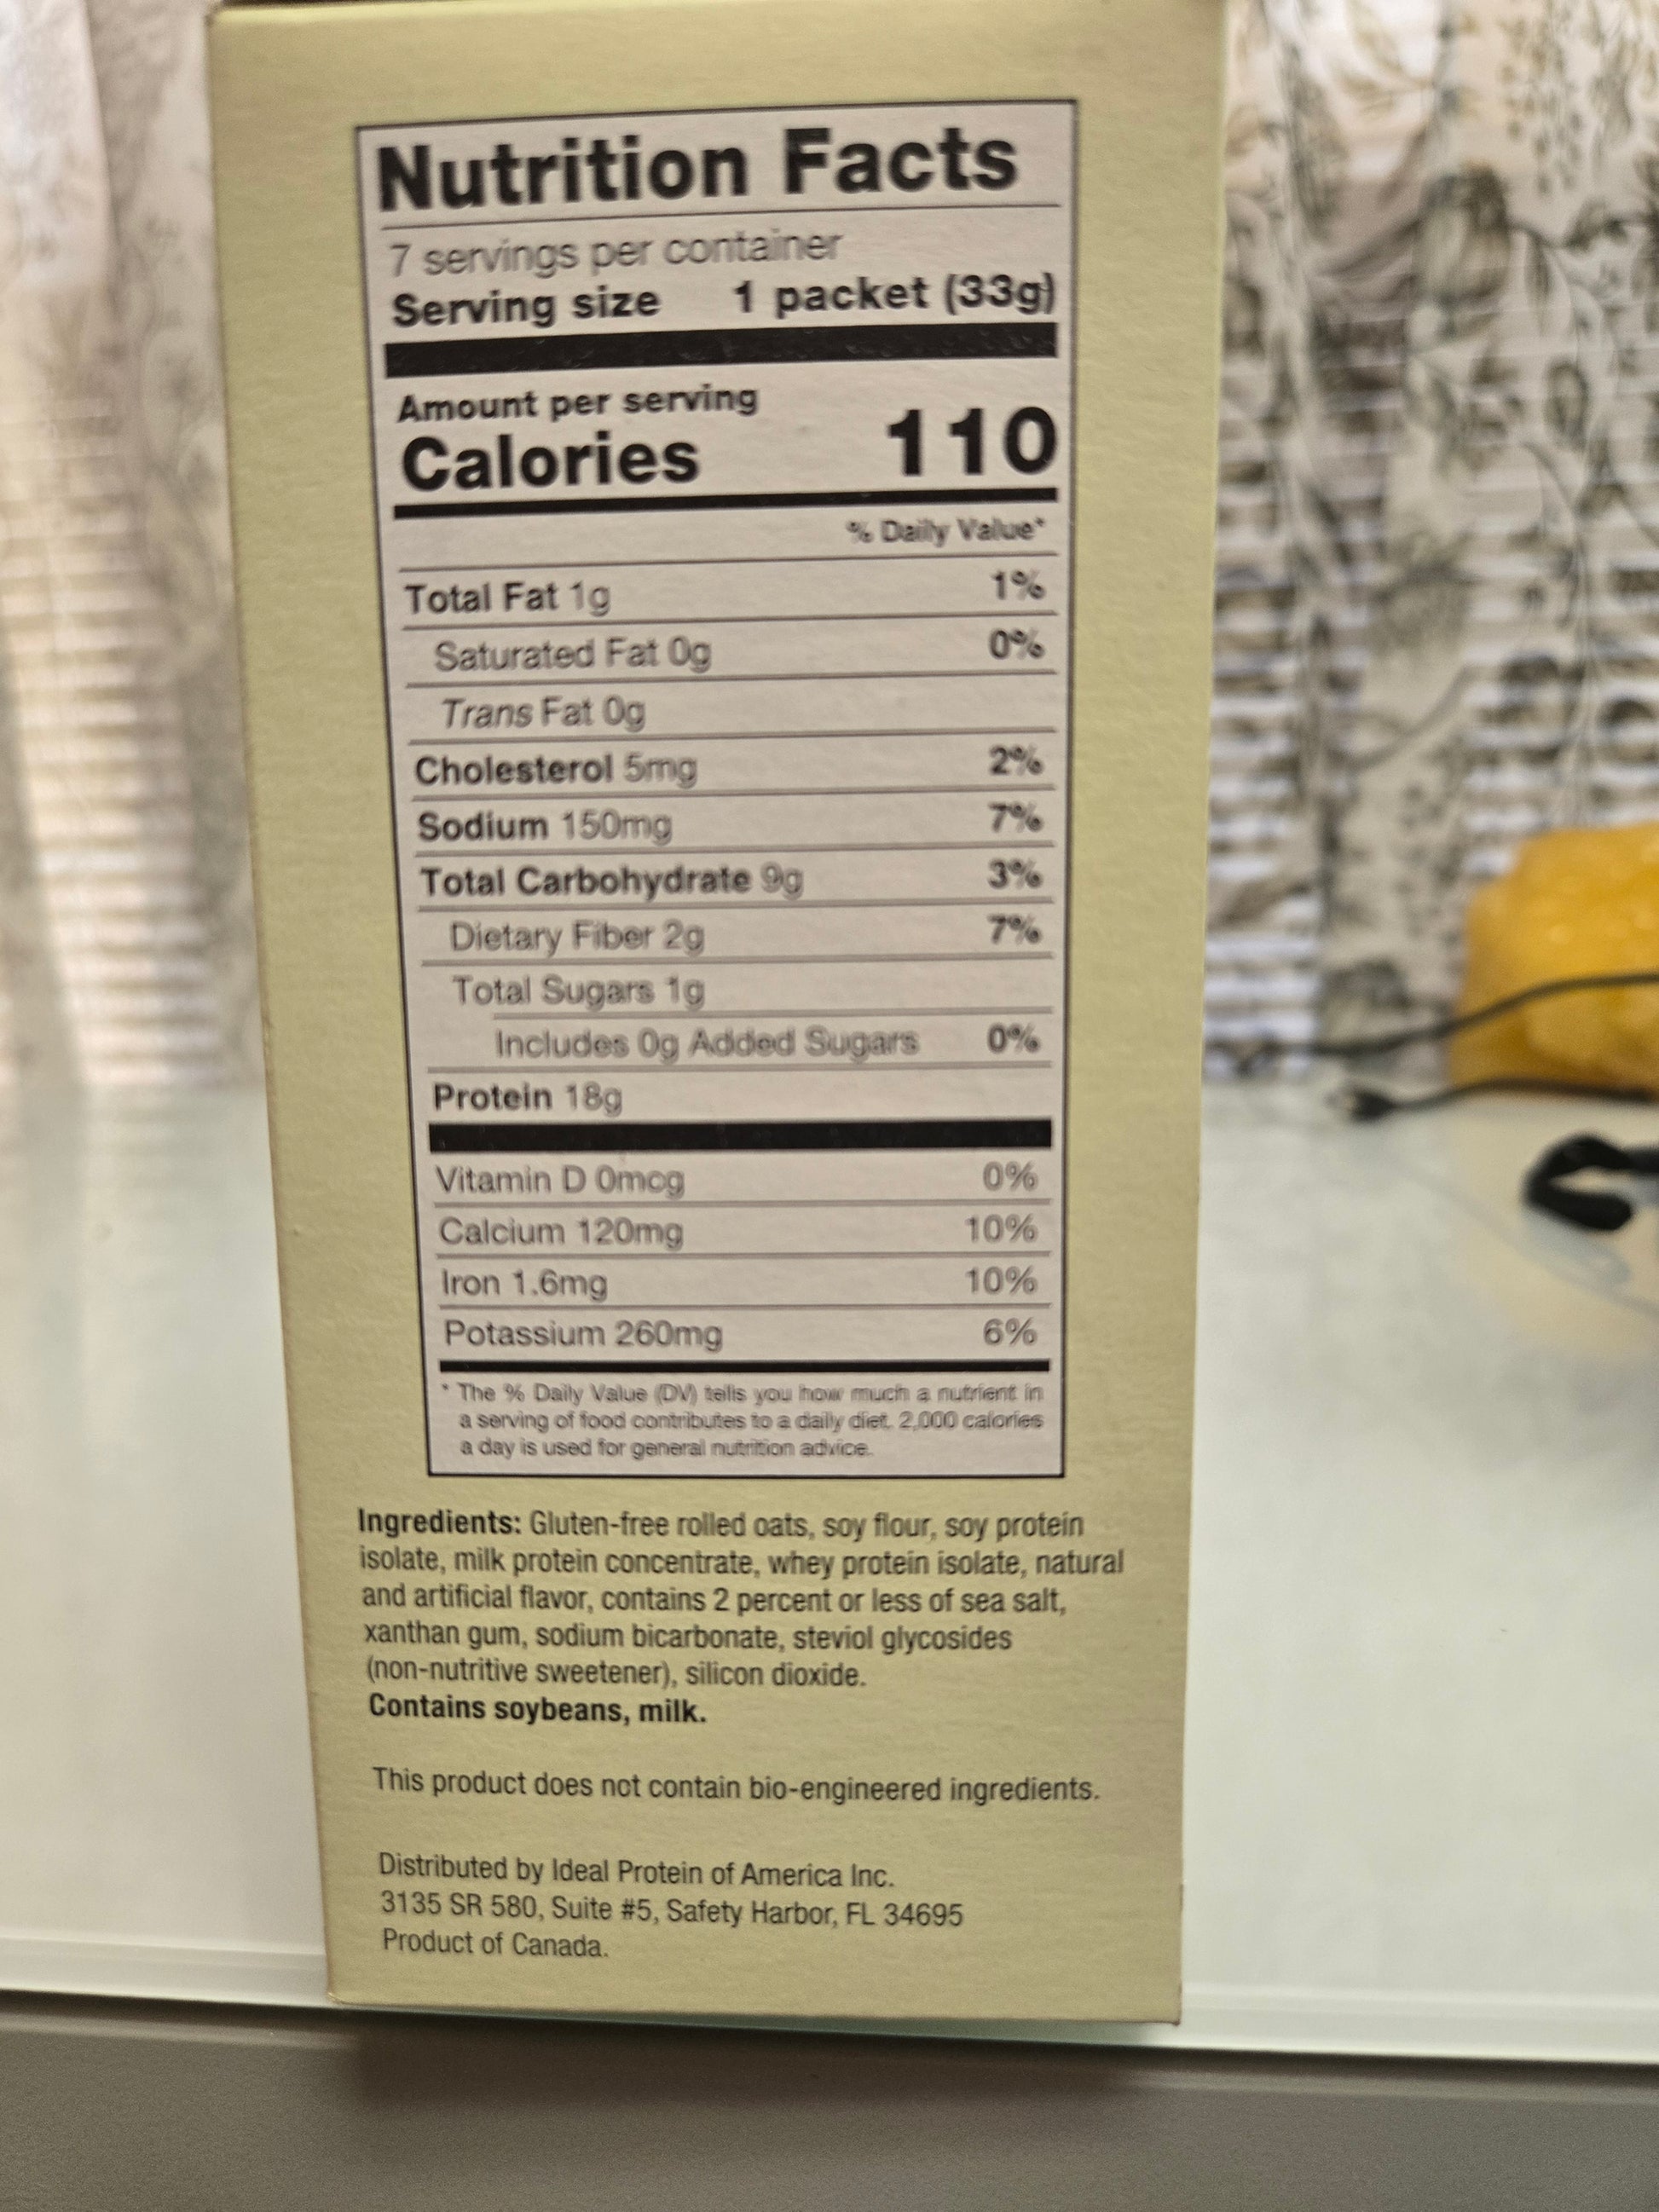 Nutrition Facts
7 servings per container
Serving size 1 packet (33g)
Amount per serving
Calories 110
% Daily Value*
Total Fat 1g 1%
Saturated Fat 0g 0%
Trans Fat 0g
Cholesterol 5mg 2%
Sodium 150mg 7%
Total Carbohydrate 9g 3%
Dietary Fiber 2g 7%
Total Sugars 1g
Includes 0g Added Sugars 0%
Protein 18g
Vitamin D 0mcg 0%
Calcium 120mg 10%
Iron 1.6mg 10%
Potassium 260mg 6%
* The % Daily Value (DV) tells you how much a nutrient in
a serving of food contributes to a daily diet. 2,000 calories
a day is used for general nutrition advice.
Ingredients: Gluten-free rolled oats, soy flour, soy protein
isolate, milk protein concentrate, whey protein isolate, natural
and artificial flavor, contains 2 percent or less of sea salt,
xanthan gum, sodium bicarbonate, steviol glycosides
(non-nutritive sweetener), silicon dioxide.
Contains soybeans, milk.
This product does not contain bio-engineered ingredients.
Distributed by Ideal Protein of America Inc.
3135 SR 580, Suite #5, Safety Harbor, FL 34695
Product of Canada.